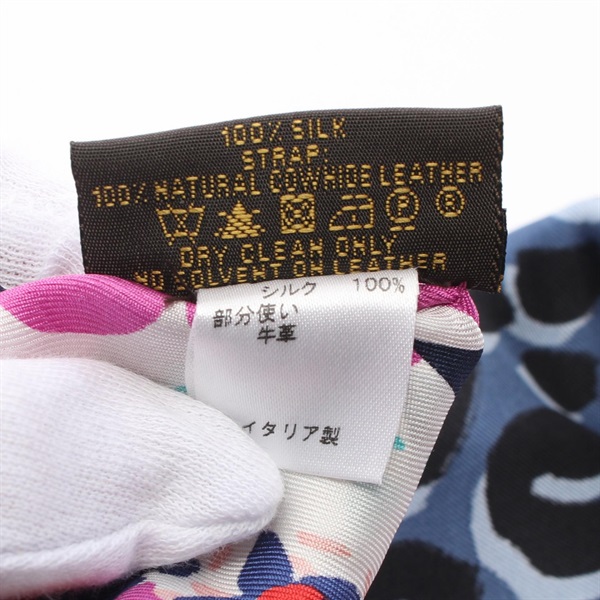 100% SILK
STRAP:
100% NATURAL COWHIDE LEATHER
P R
DRY CLEAN ONLY
NO SOLVENT ON LEATHER
シルク 100%
部分使い
牛革
イタリア製